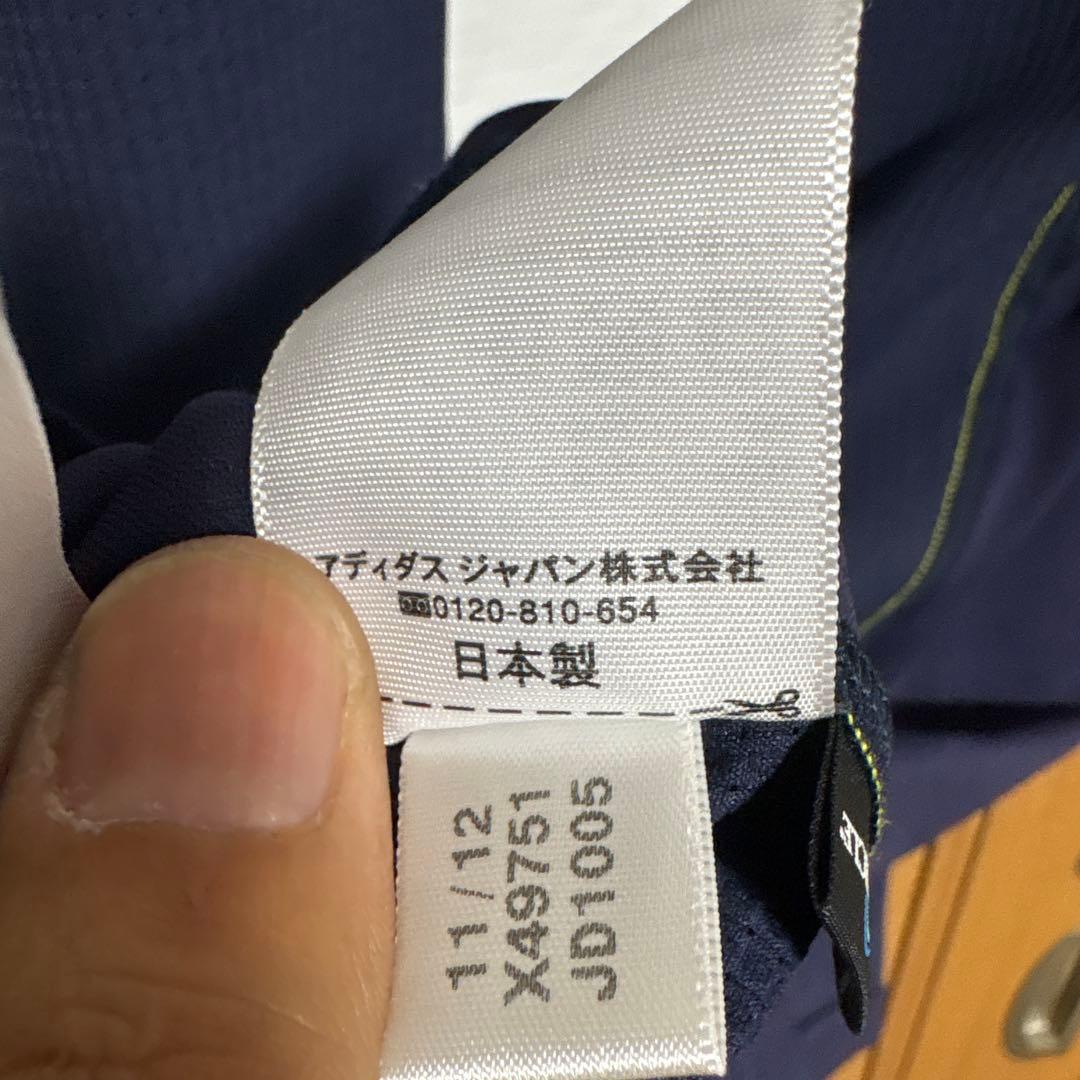 アディダス ジャパン株式会社
0120-810-654
日本製
11/12
X49751
JD1005